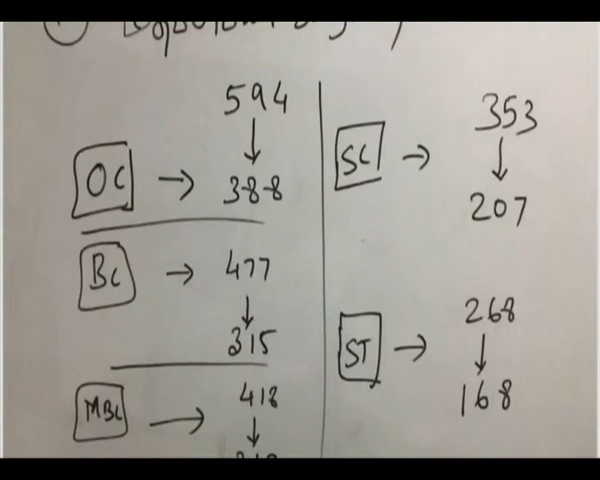 594
↓
OC → 388
BC → 477
↓
315
MBC → 418
↓
353
SC → ↓
207
268
ST → ↓
168